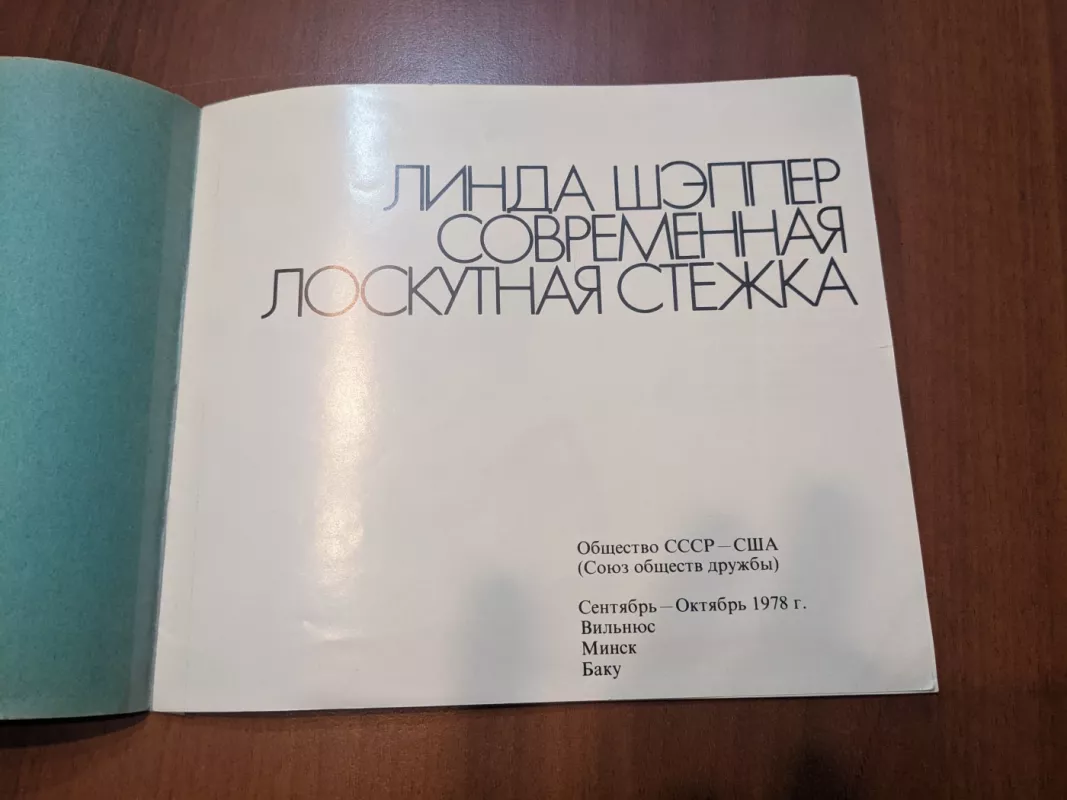 ЛИНДА ШЭППЕР
СОВРЕМЕННАЯ
ЛОСКУТНАЯ СТЕЖКА
Общество СССР—США
(Союз обществ дружбы)
Сентябрь—Октябрь 1978 г.
Вильнюс
Минск
Баку